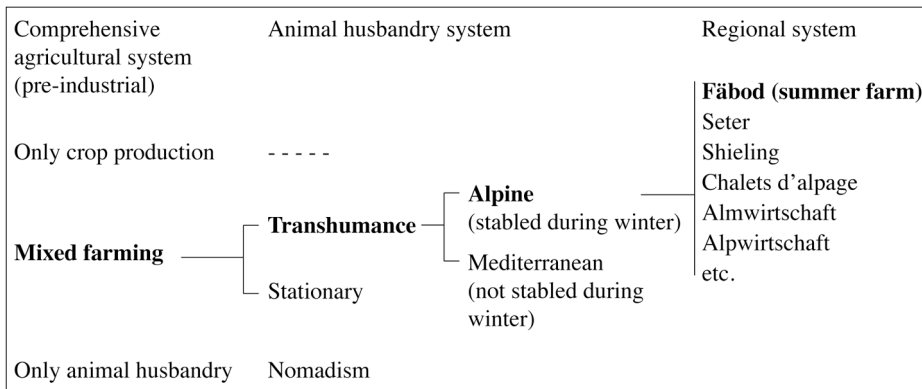 Comprehensive agricultural system (pre-industrial)
Animal husbandry system
Regional system
Only crop production
- - - - -
Mixed farming
Transhumance
Stationary
Alpine
(stabled during winter)
Mediterranean
(not stabled during
winter)
Fäbod (summer farm)
Seter
Shieling
Chalets d’alpage
Almwirtschaft
Alpwirtschaft
etc.
Only animal husbandry
Nomadism